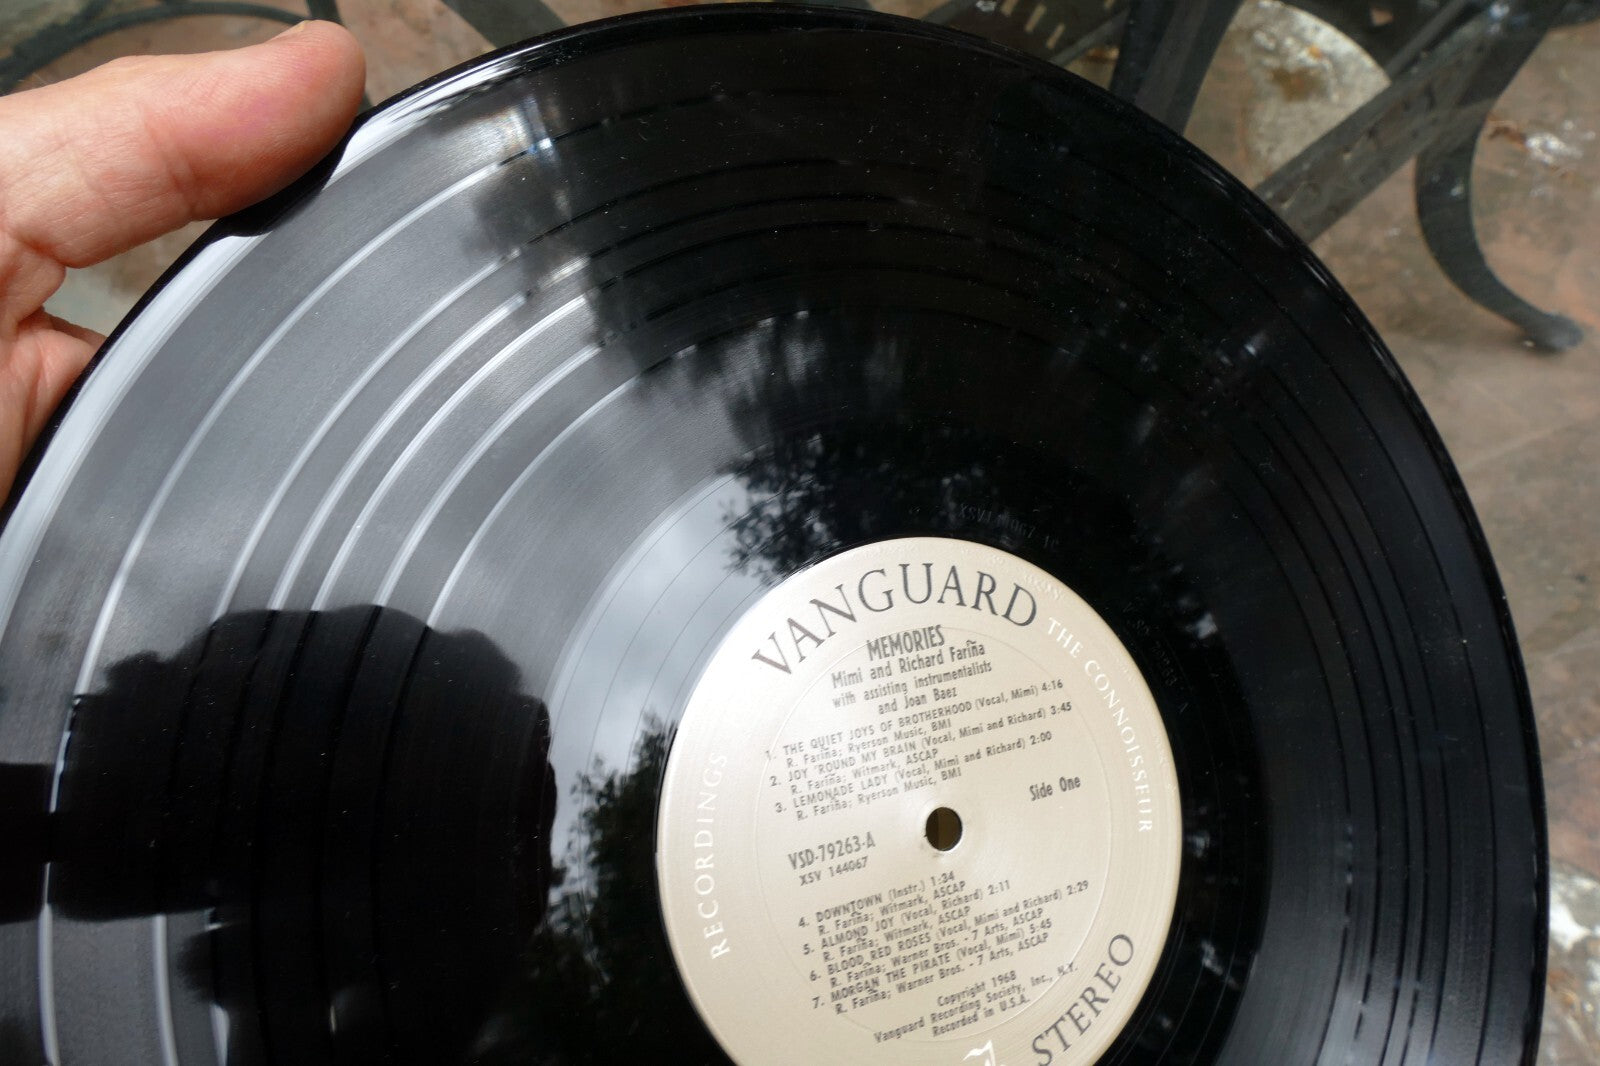 VANGUARD
RECORDINGS
THE CONNOISSEUR
MEMORIES
Mimi and Richard Fariña
with assisting instrumentalists
and Joan Baez
1. THE QUIET JOYS OF BROTHERHOOD (Vocal, Mimi) 4:16
R. Fariña; Ryerson Music, BMI
2. JOY 'ROUND MY BRAIN (Vocal, Mimi and Richard) 3:45
R. Fariña; Witmark, ASCAP
3. LEMONADE LADY (Vocal, Mimi and Richard) 2:00
R. Fariña; Ryerson Music, BMI
Side One
VSD-79263-A
XSV 144067
4. DOWNTOWN (Instr.) 1:34
R. Fariña; Witmark, ASCAP
5. ALMOND JOY (Vocal, Richard) 2:11
R. Fariña; Witmark, ASCAP
6. BLOOD RED ROSES (Vocal, Mimi and Richard) 2:29
R. Fariña; Warner Bros. - 7 Arts, ASCAP
7. MORGAN THE PIRATE (Vocal, Mimi) 5:45
R. Fariña; Warner Bros. - 7 Arts, ASCAP
Copyright 1968
Vanguard Recording Society, Inc., N.Y.
Recorded in U.S.A.
STEREO